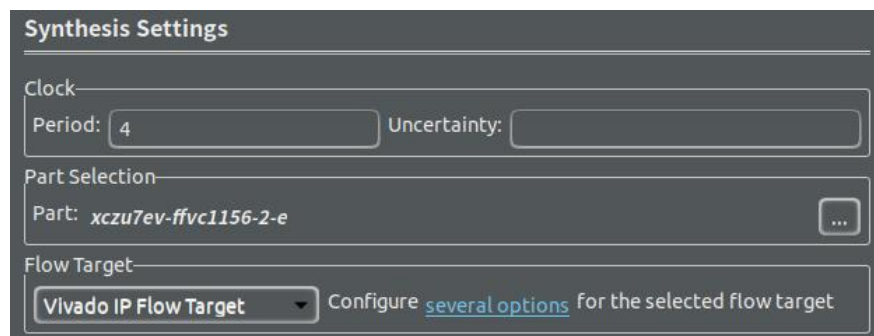 Synthesis Settings
Clock
Period: 4 Uncertainty:
Part Selection
Part: xczu7ev-ffvc1156-2-e ...
Flow Target
Vivado IP Flow Target Configure several options for the selected flow target